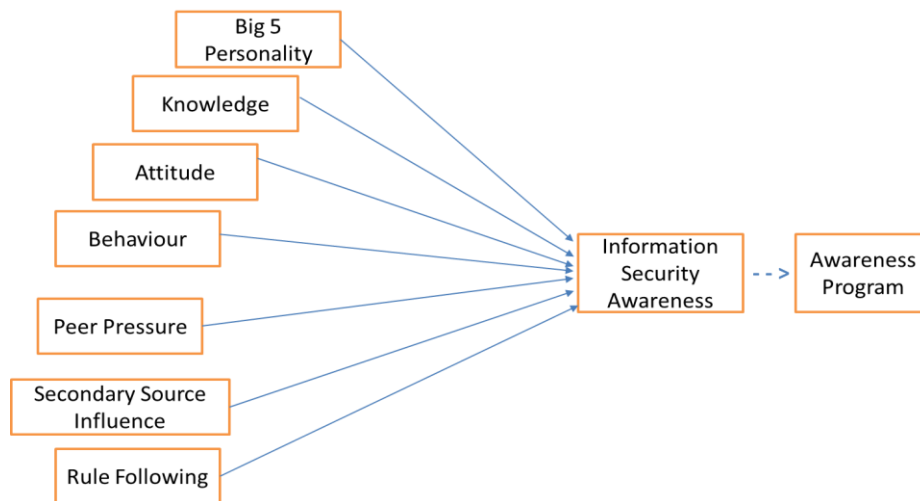 Big 5
Personality
Knowledge
Attitude
Behaviour
Peer Pressure
Secondary Source
Influence
Rule Following
Information
Security
Awareness
Awareness
Program